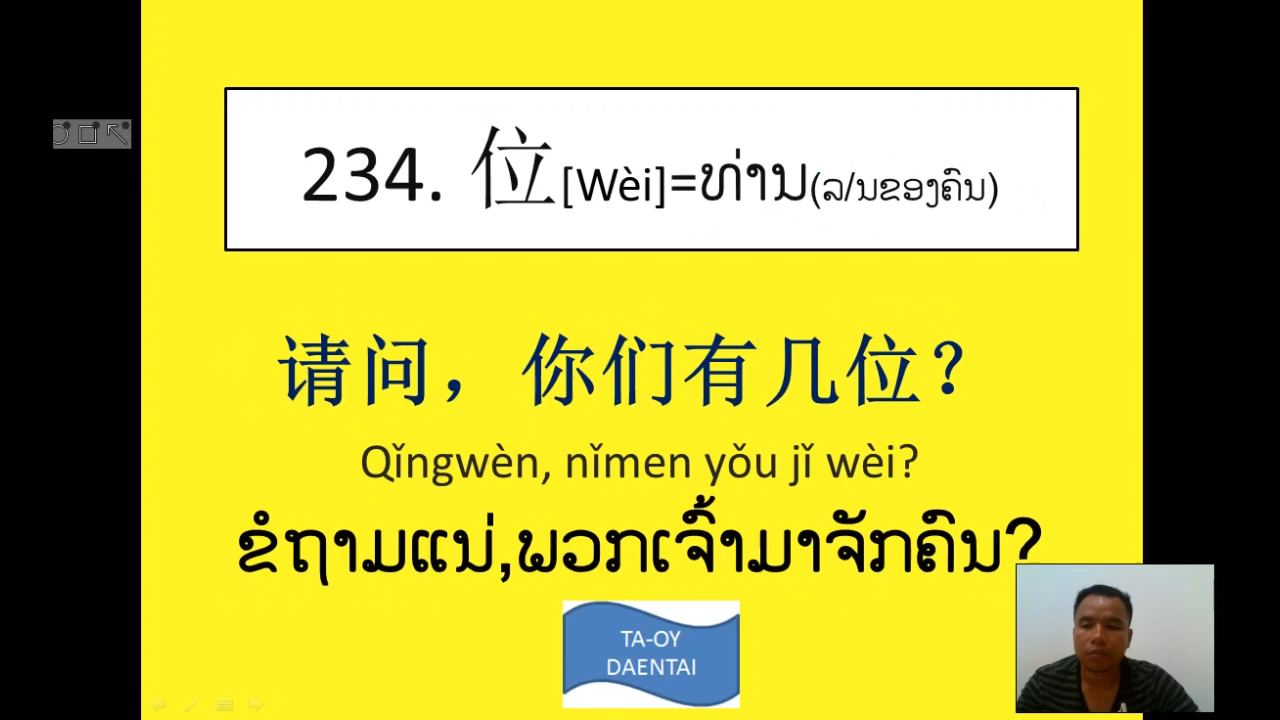 234. 位[Wèi]=ທ່ານ(ລ/ນຂອງຄົນ)
请问，你们有几位？
Qǐngwèn, nǐmen yǒu jǐ wèi?
ຂໍຖາມແນ່,ພວກເຈົ້າມາຈັກຄົນ?
TA-OY
DAENTAI